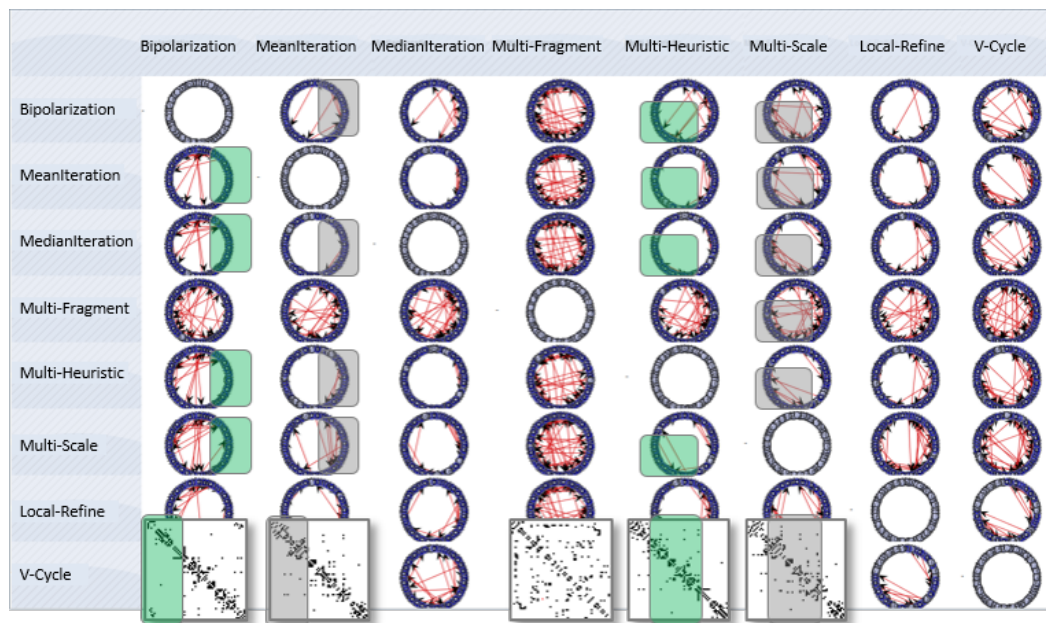 Bipolarization MeanIteration MedianIteration Multi-Fragment Multi-Heuristic Multi-Scale Local-Refine V-Cycle
Bipolarization
MeanIteration
MedianIteration
Multi-Fragment
Multi-Heuristic
Multi-Scale
Local-Refine
V-Cycle